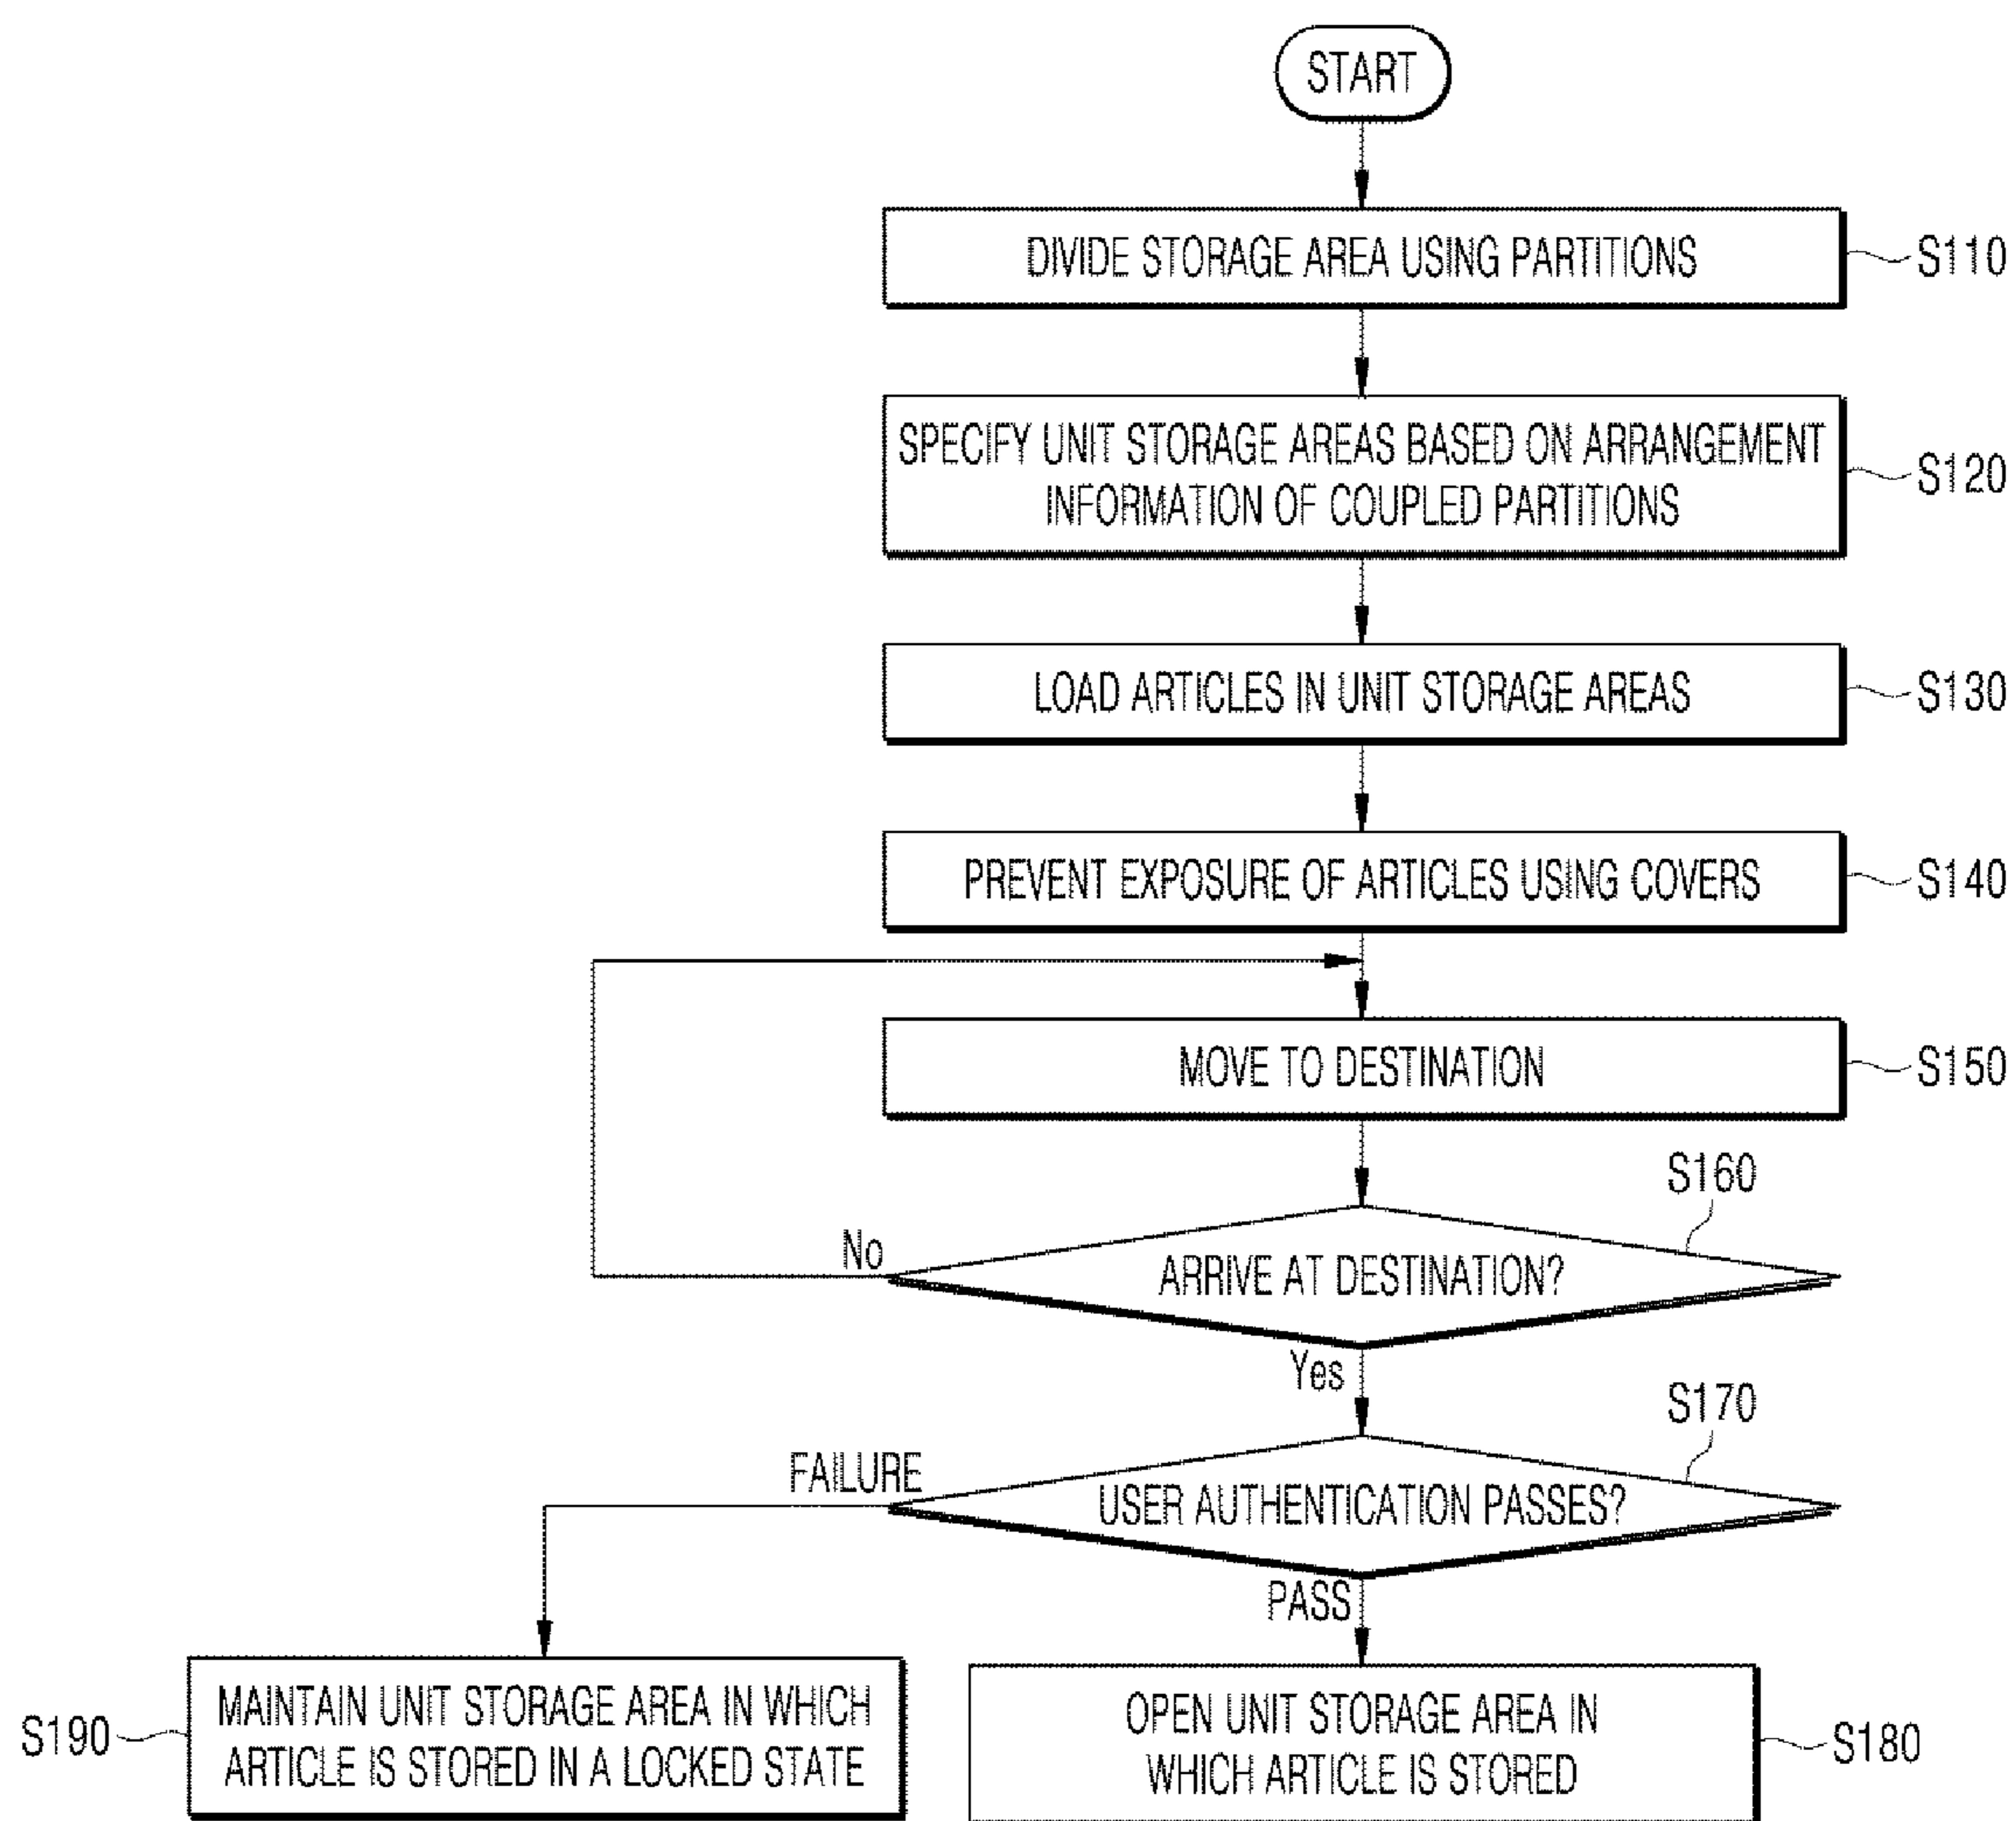 START
DIVIDE STORAGE AREA USING PARTITIONS
S110
SPECIFY UNIT STORAGE AREAS BASED ON ARRANGEMENT
INFORMATION OF COUPLED PARTITIONS
S120
LOAD ARTICLES IN UNIT STORAGE AREAS
S130
PREVENT EXPOSURE OF ARTICLES USING COVERS
S140
MOVE TO DESTINATION
S150
S160
No
ARRIVE AT DESTINATION?
Yes
S170
FAILURE
USER AUTHENTICATION PASSES?
PASS
S190
MAINTAIN UNIT STORAGE AREA IN WHICH
ARTICLE IS STORED IN A LOCKED STATE
OPEN UNIT STORAGE AREA IN
WHICH ARTICLE IS STORED
S180